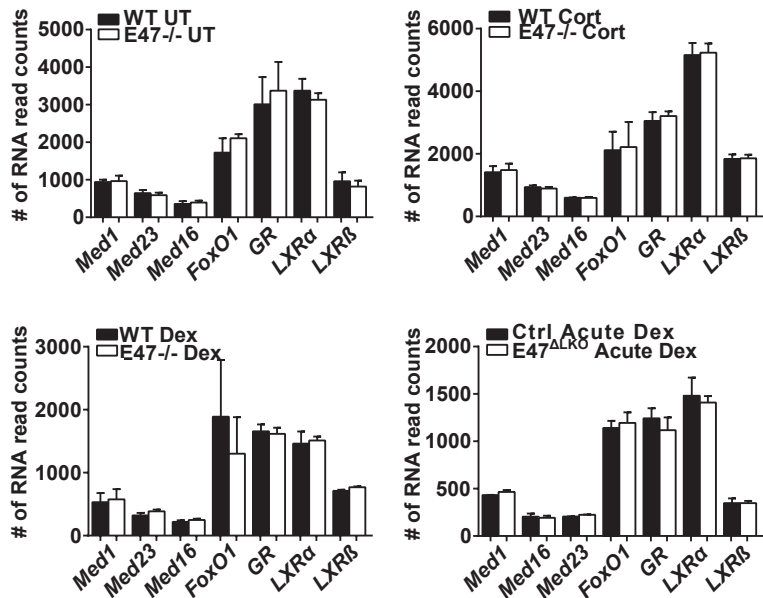 WT UT
E47-/- UT
# of RNA read counts
5000
4000
3000
2000
1000
0
Med1
Med23
Med16
FoxO1
GR
LXRα
LXRß
WT Cort
E47-/- Cort
# of RNA read counts
6000
4000
2000
0
Med1
Med23
Med16
FoxO1
GR
LXRα
LXRß
WT Dex
E47-/- Dex
# of RNA read counts
3000
2000
1000
0
Med1
Med23
Med16
FoxO1
GR
LXRα
LXRß
Ctrl Acute Dex
E47ΔLKO Acute Dex
# of RNA read counts
2000
1500
1000
500
0
Med1
Med16
Med23
FoxO1
GR
LXRα
LXRß